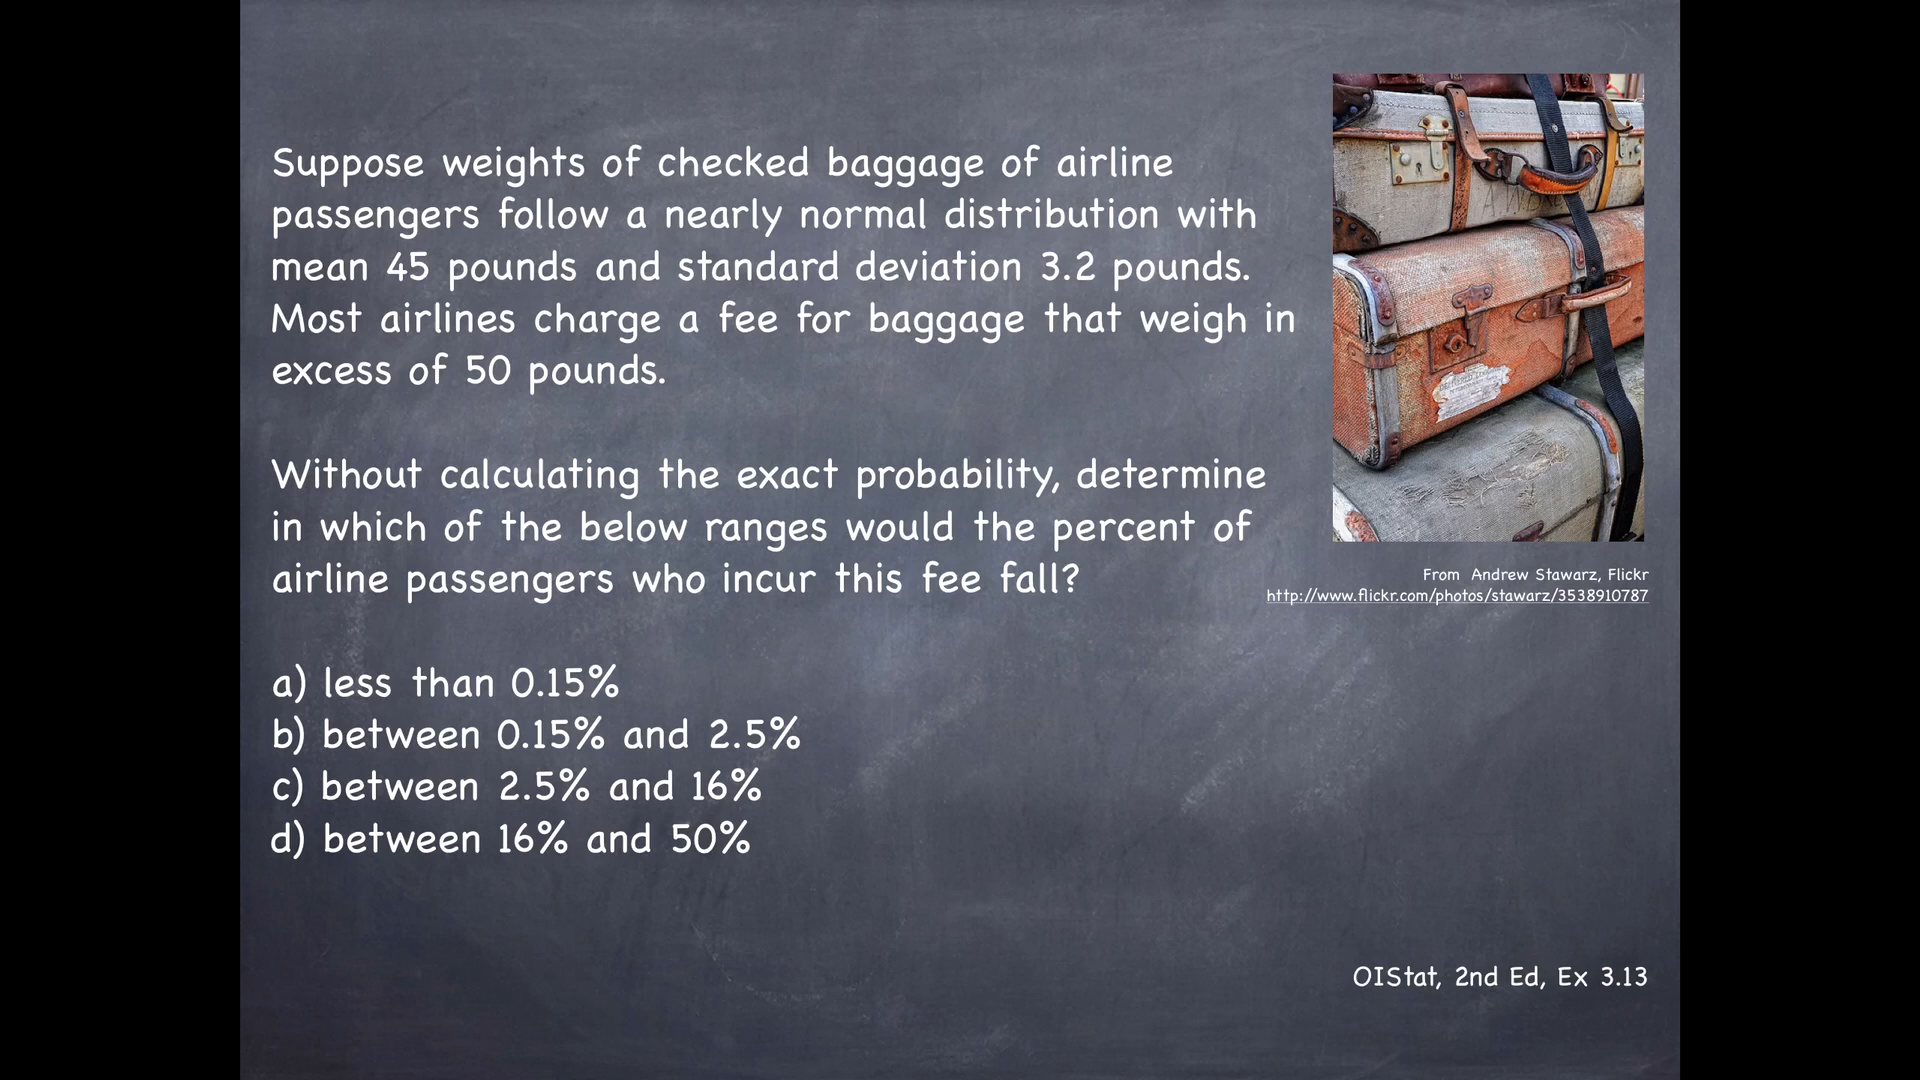 Suppose weights of checked baggage of airline
passengers follow a nearly normal distribution with
mean 45 pounds and standard deviation 3.2 pounds.
Most airlines charge a fee for baggage that weigh in
excess of 50 pounds.
Without calculating the exact probability, determine
in which of the below ranges would the percent of
airline passengers who incur this fee fall?
a) less than 0.15%
b) between 0.15% and 2.5%
c) between 2.5% and 16%
d) between 16% and 50%
From Andrew Stawarz, Flickr
http://www.flickr.com/photos/stawarz/3538910787
OIStat, 2nd Ed, Ex 3.13